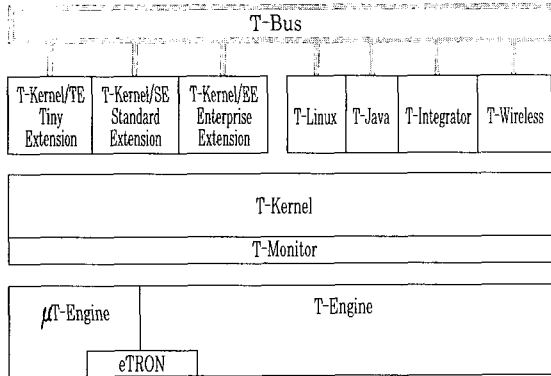 T-Bus
T-Kernel/TE
Tiny
Extension
T-Kernel/SE
Standard
Extension
T-Kernel/EE
Enterprise
Extension
T-Linux
T-Java
T-Integrator
T-Wireless
T-Kernel
T-Monitor
μT-Engine
T-Engine
eTRON